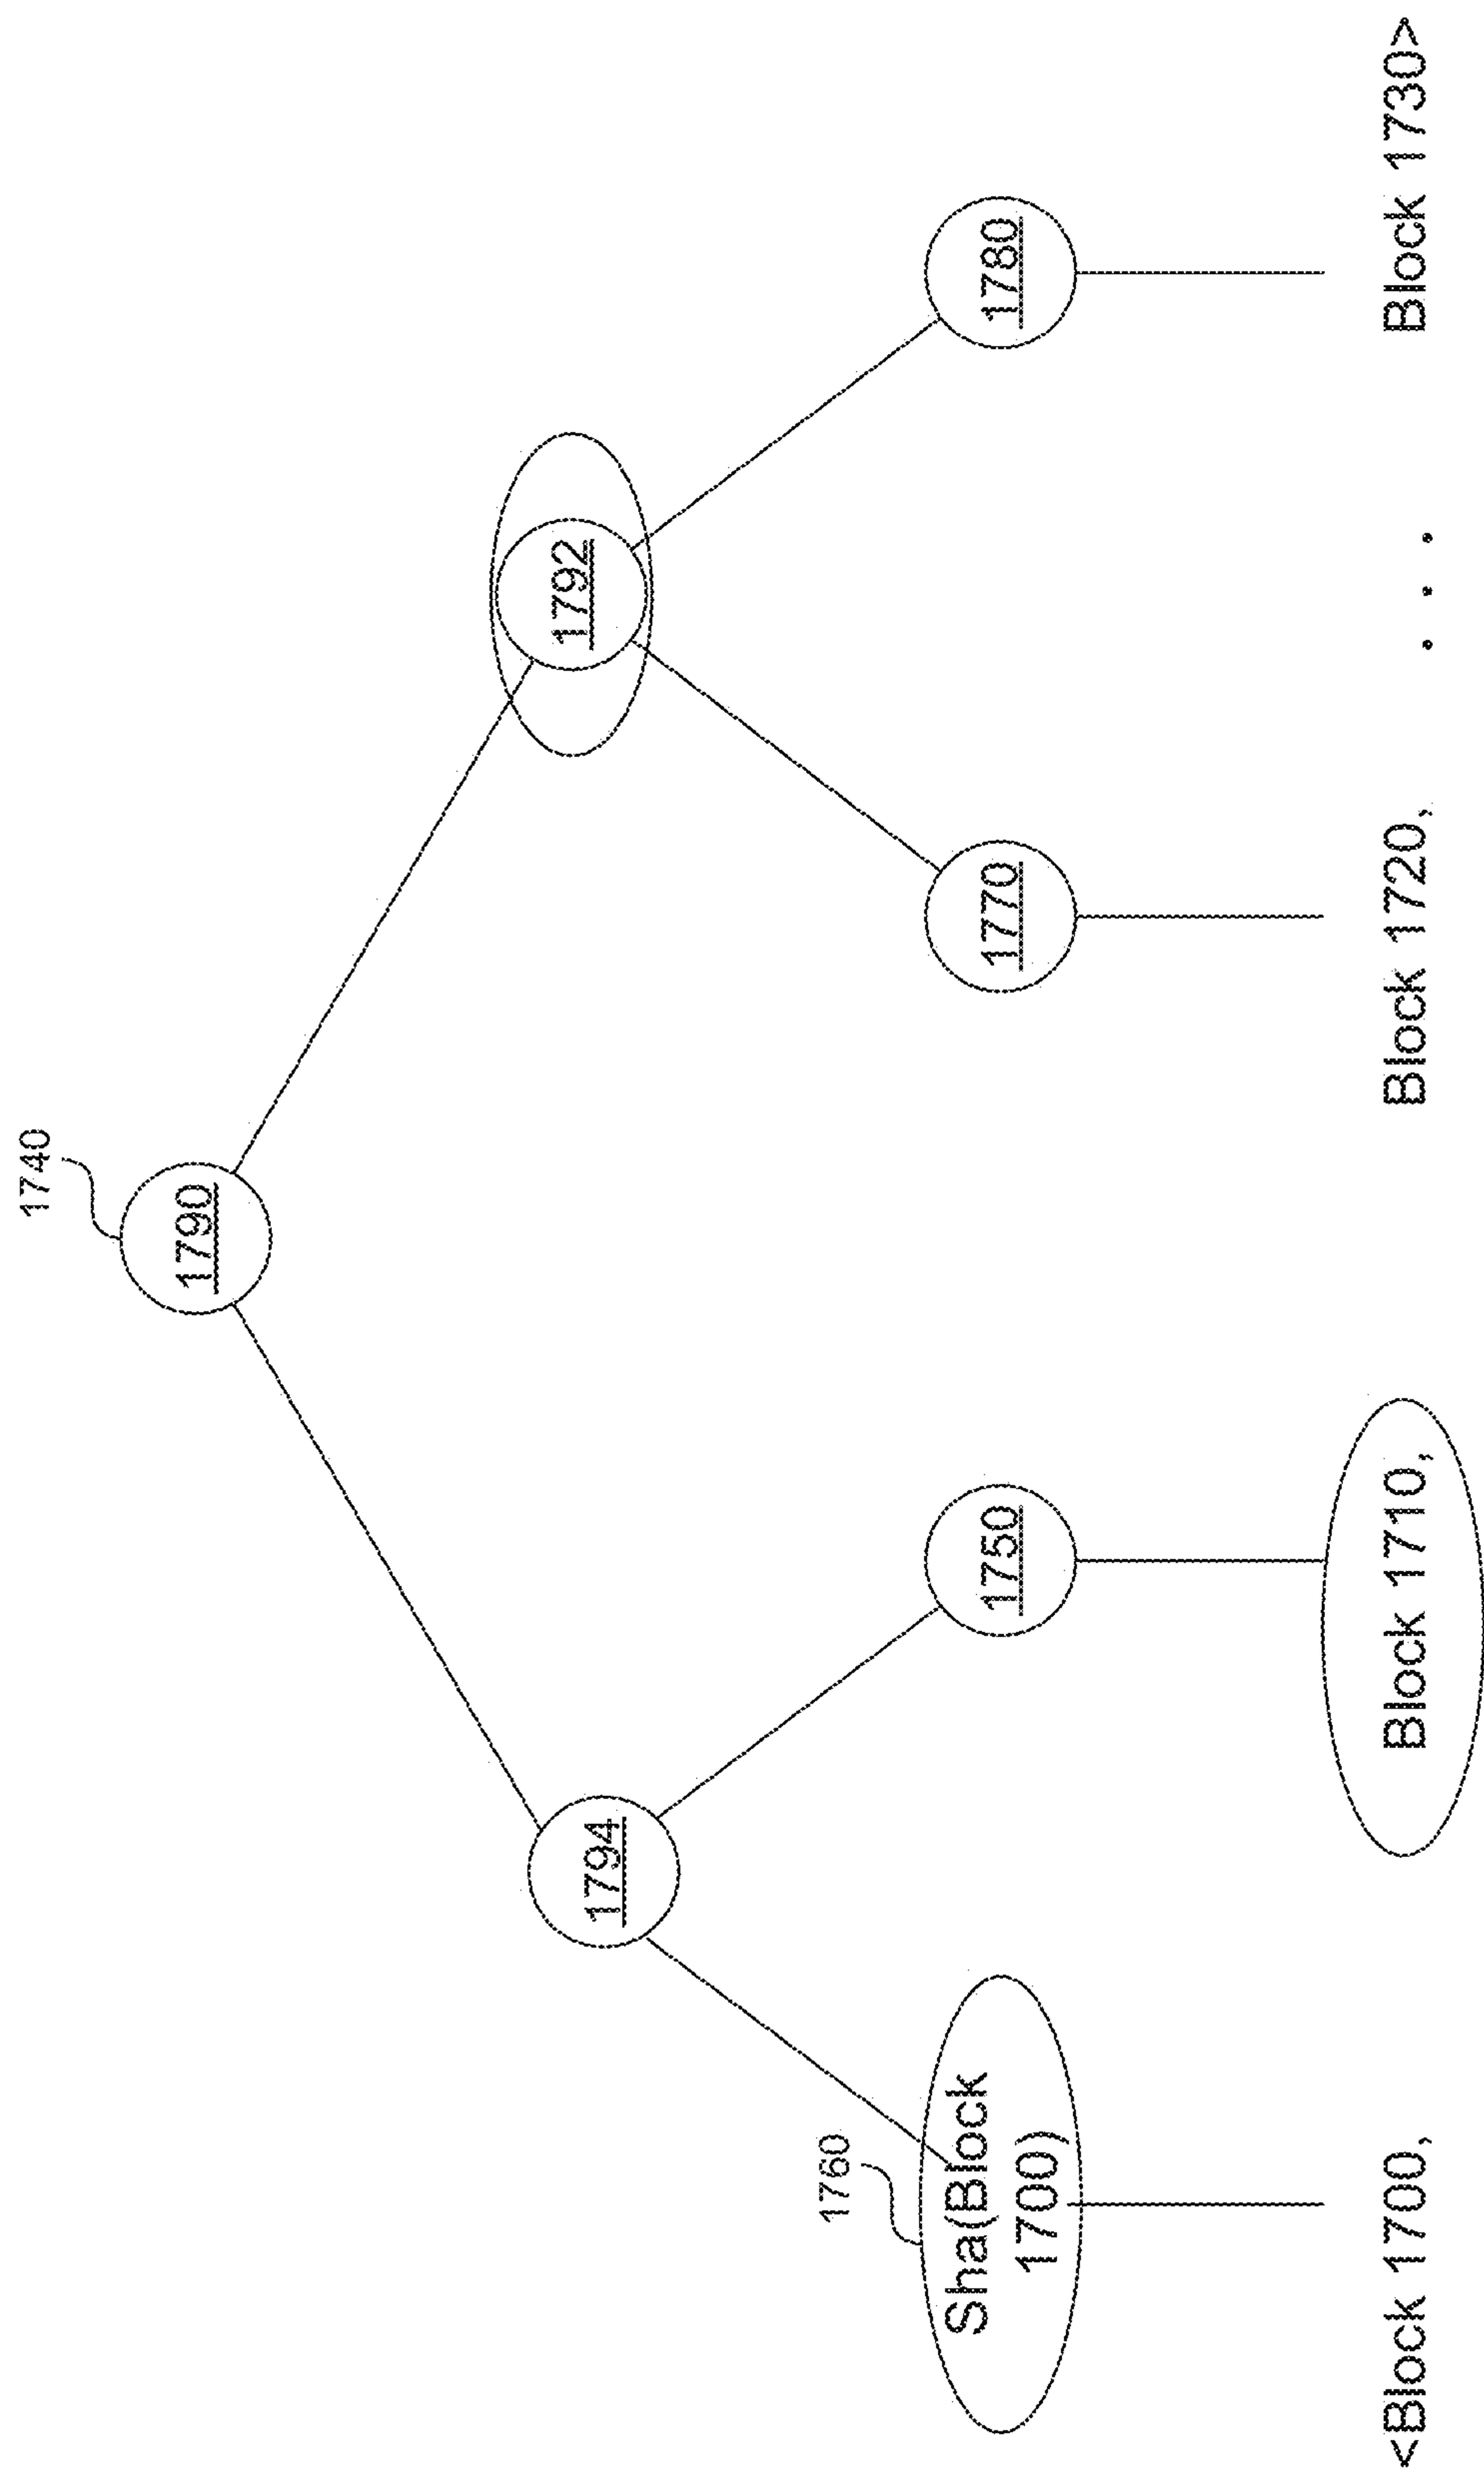 1740
1790
1792
1794
1760
Sha(Block
1700)
1750
1770
1780
<Block 1700,
Block 1710,
Block 1720,
. . .
Block 1730>